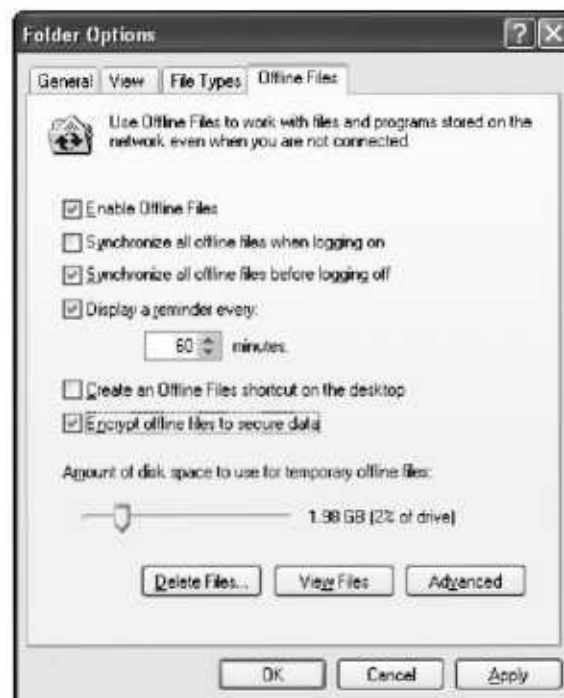 Folder Options
General View File Types Offline Files
Use Offline Files to work with files and programs stored on the
network even when you are not connected.
Enable Offline Files
Synchronize all offline files when logging on
Synchronize all offline files before logging off
Display a reminder every:
60 minutes.
Create an Offline Files shortcut on the desktop
Encrypt offline files to secure data
Amount of disk space to use for temporary offline files:
1.98 GB (2% of drive)
Delete Files... View Files Advanced
OK Cancel Apply